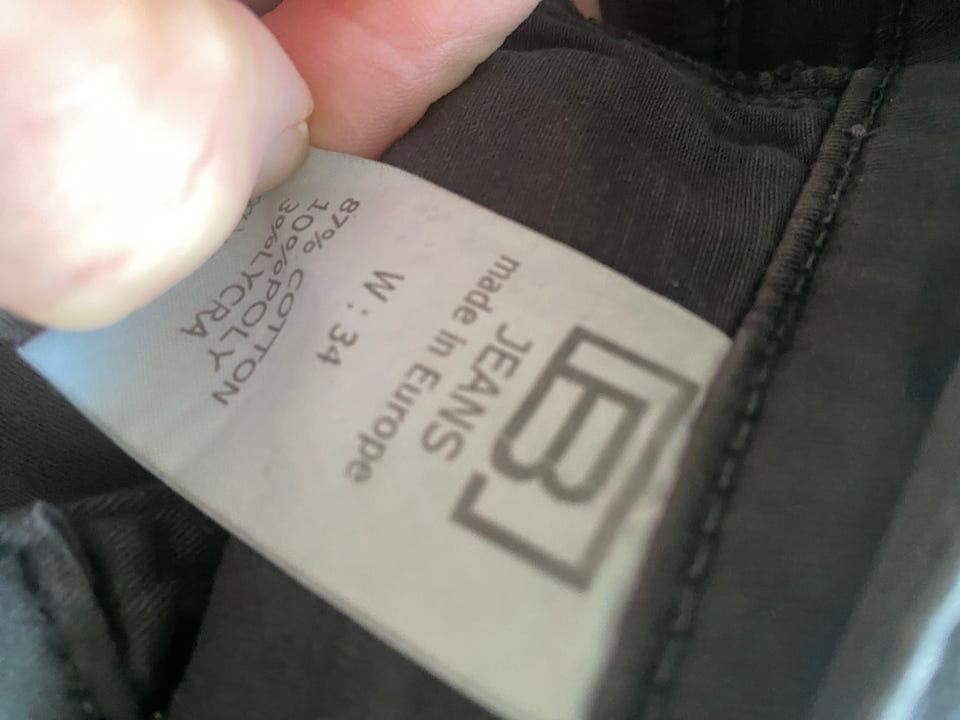 B
JEANS
made In Europe
W : 34
87% COTTON
10%POLY
3%LYCRA